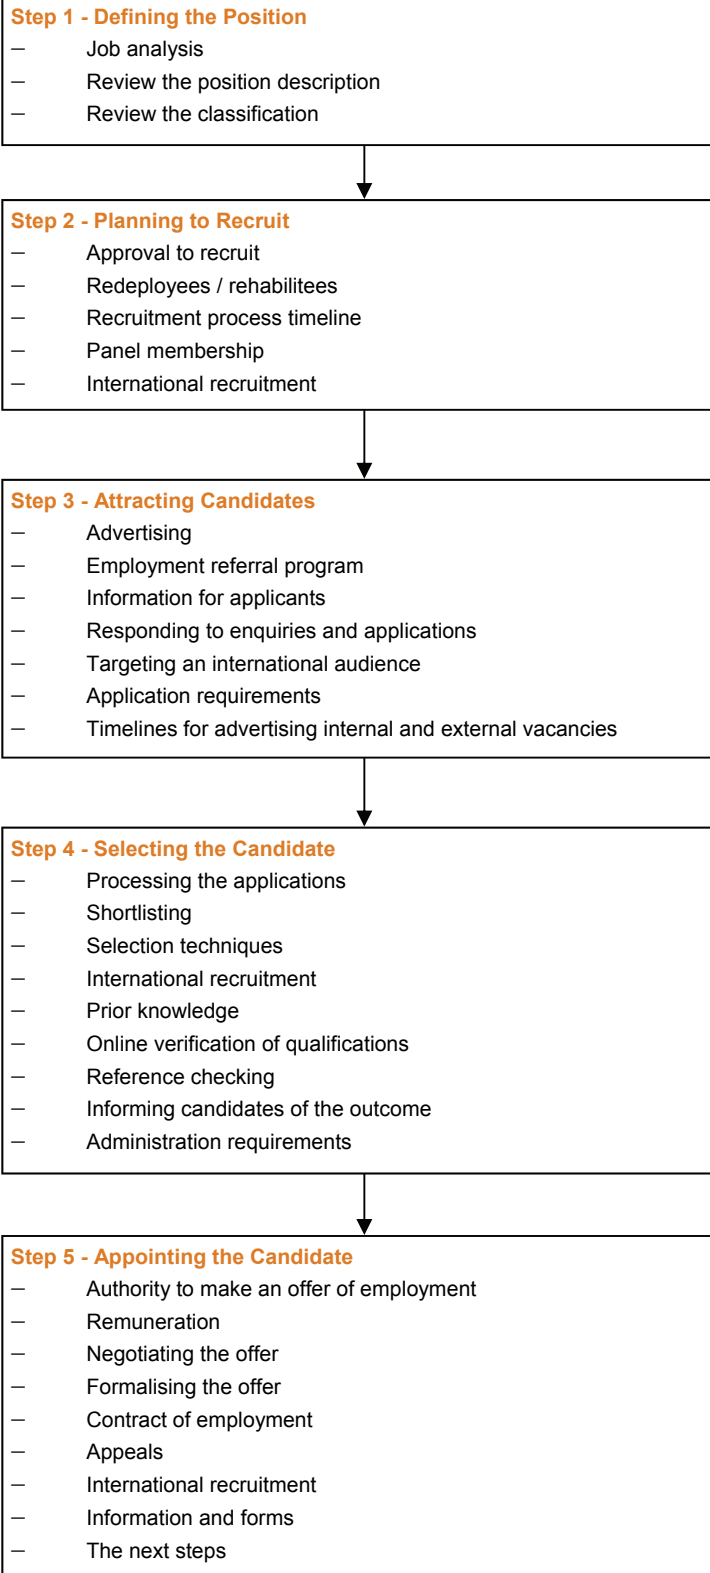 Step 1 - Defining the Position
– Job analysis
– Review the position description
– Review the classification
Step 2 - Planning to Recruit
– Approval to recruit
– Redeployees / rehabilitees
– Recruitment process timeline
– Panel membership
– International recruitment
Step 3 - Attracting Candidates
– Advertising
– Employment referral program
– Information for applicants
– Responding to enquiries and applications
– Targeting an international audience
– Application requirements
– Timelines for advertising internal and external vacancies
Step 4 - Selecting the Candidate
– Processing the applications
– Shortlisting
– Selection techniques
– International recruitment
– Prior knowledge
– Online verification of qualifications
– Reference checking
– Informing candidates of the outcome
– Administration requirements
Step 5 - Appointing the Candidate
– Authority to make an offer of employment
– Remuneration
– Negotiating the offer
– Formalising the offer
– Contract of employment
– Appeals
– International recruitment
– Information and forms
– The next steps